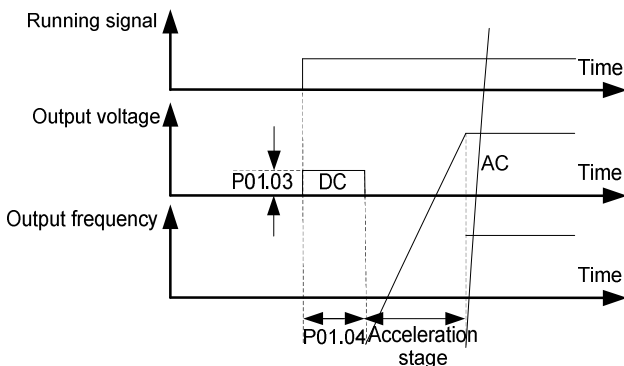 Running signal
Time
Output voltage
AC
Time
P01.03
DC
Output frequency
Time
P01.04
Acceleration
stage